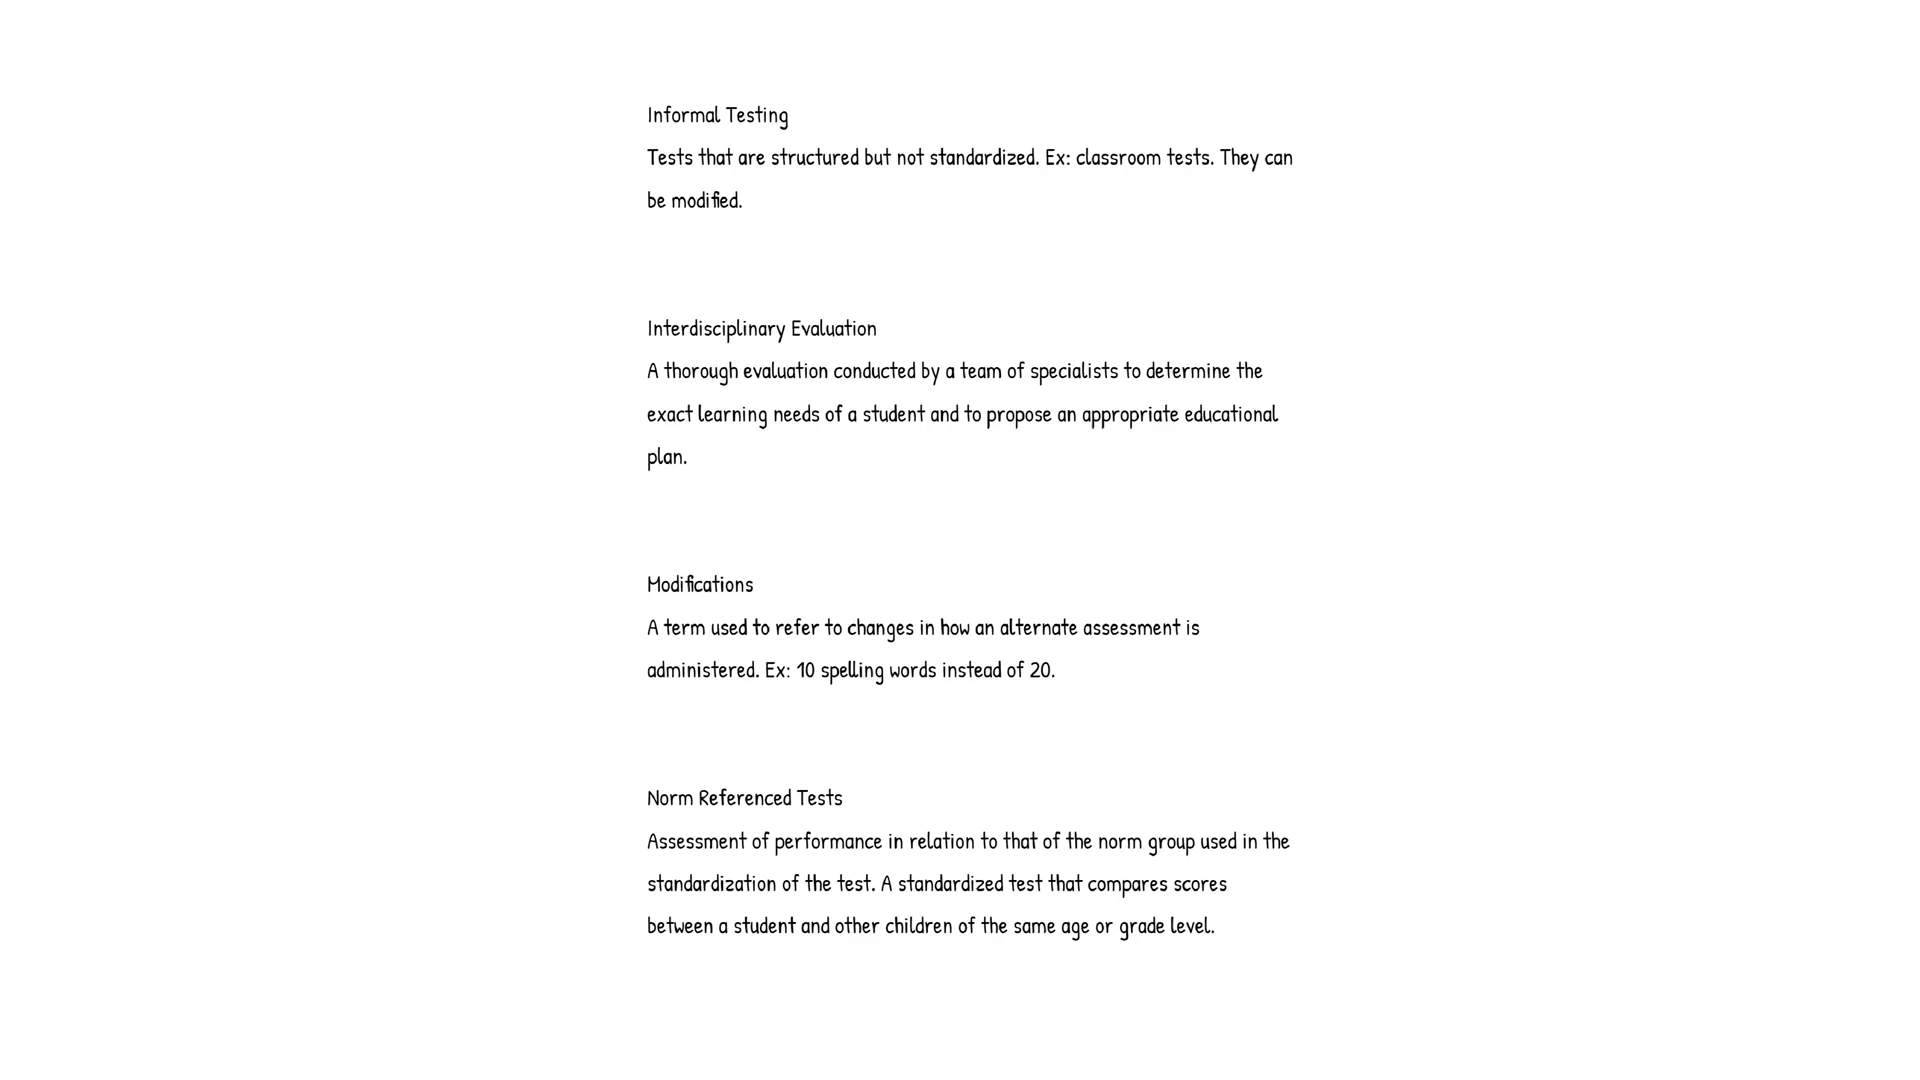 Informal Testing
Tests that are structured but not standardized. Ex: classroom tests. They can
be modified.
Interdisciplinary Evaluation
A thorough evaluation conducted by a team of specialists to determine the
exact learning needs of a student and to propose an appropriate educational
plan.
Modifications
A term used to refer to changes in how an alternate assessment is
administered. Ex: 10 spelling words instead of 20.
Norm Referenced Tests
Assessment of performance in relation to that of the norm group used in the
standardization of the test. A standardized test that compares scores
between a student and other children of the same age or grade level.